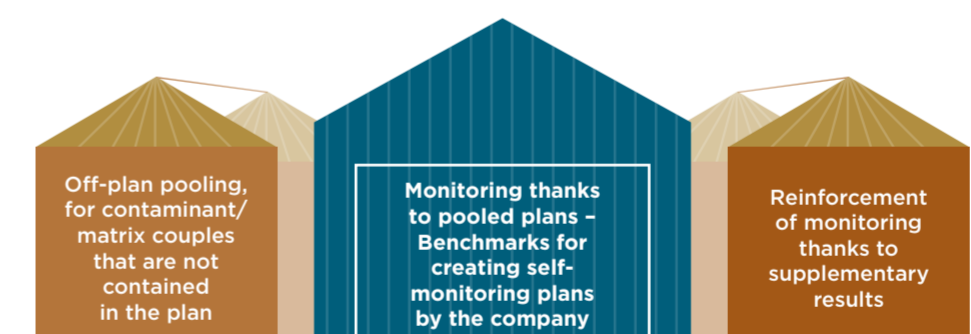 Off-plan pooling,
for contaminant/
matrix couples
that are not
contained
in the plan
Monitoring thanks
to pooled plans –
Benchmarks for
creating self-
monitoring plans
by the company
Reinforcement
of monitoring
thanks to
supplementary
results